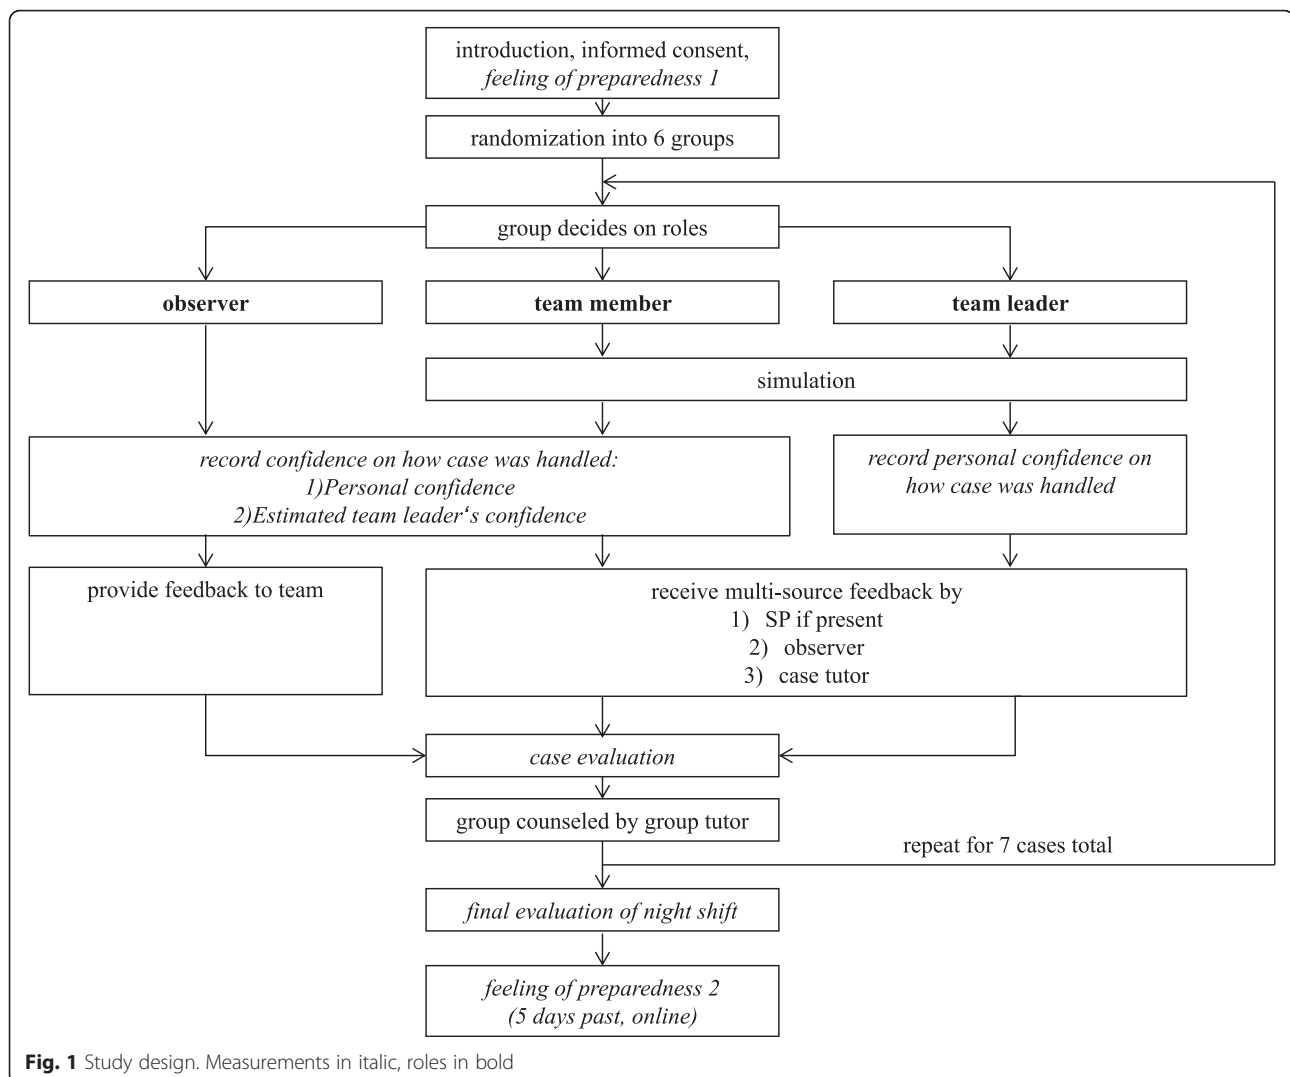 introduction, informed consent,
feeling of preparedness 1
randomization into 6 groups
group decides on roles
observer
team member
team leader
simulation
record confidence on how case was handled:
1)Personal confidence
2)Estimated team leader‘s confidence
record personal confidence on
how case was handled
provide feedback to team
receive multi-source feedback by
1) SP if present
2) observer
3) case tutor
case evaluation
group counseled by group tutor
repeat for 7 cases total
final evaluation of night shift
feeling of preparedness 2
(5 days past, online)
Fig. 1 Study design. Measurements in italic, roles in bold